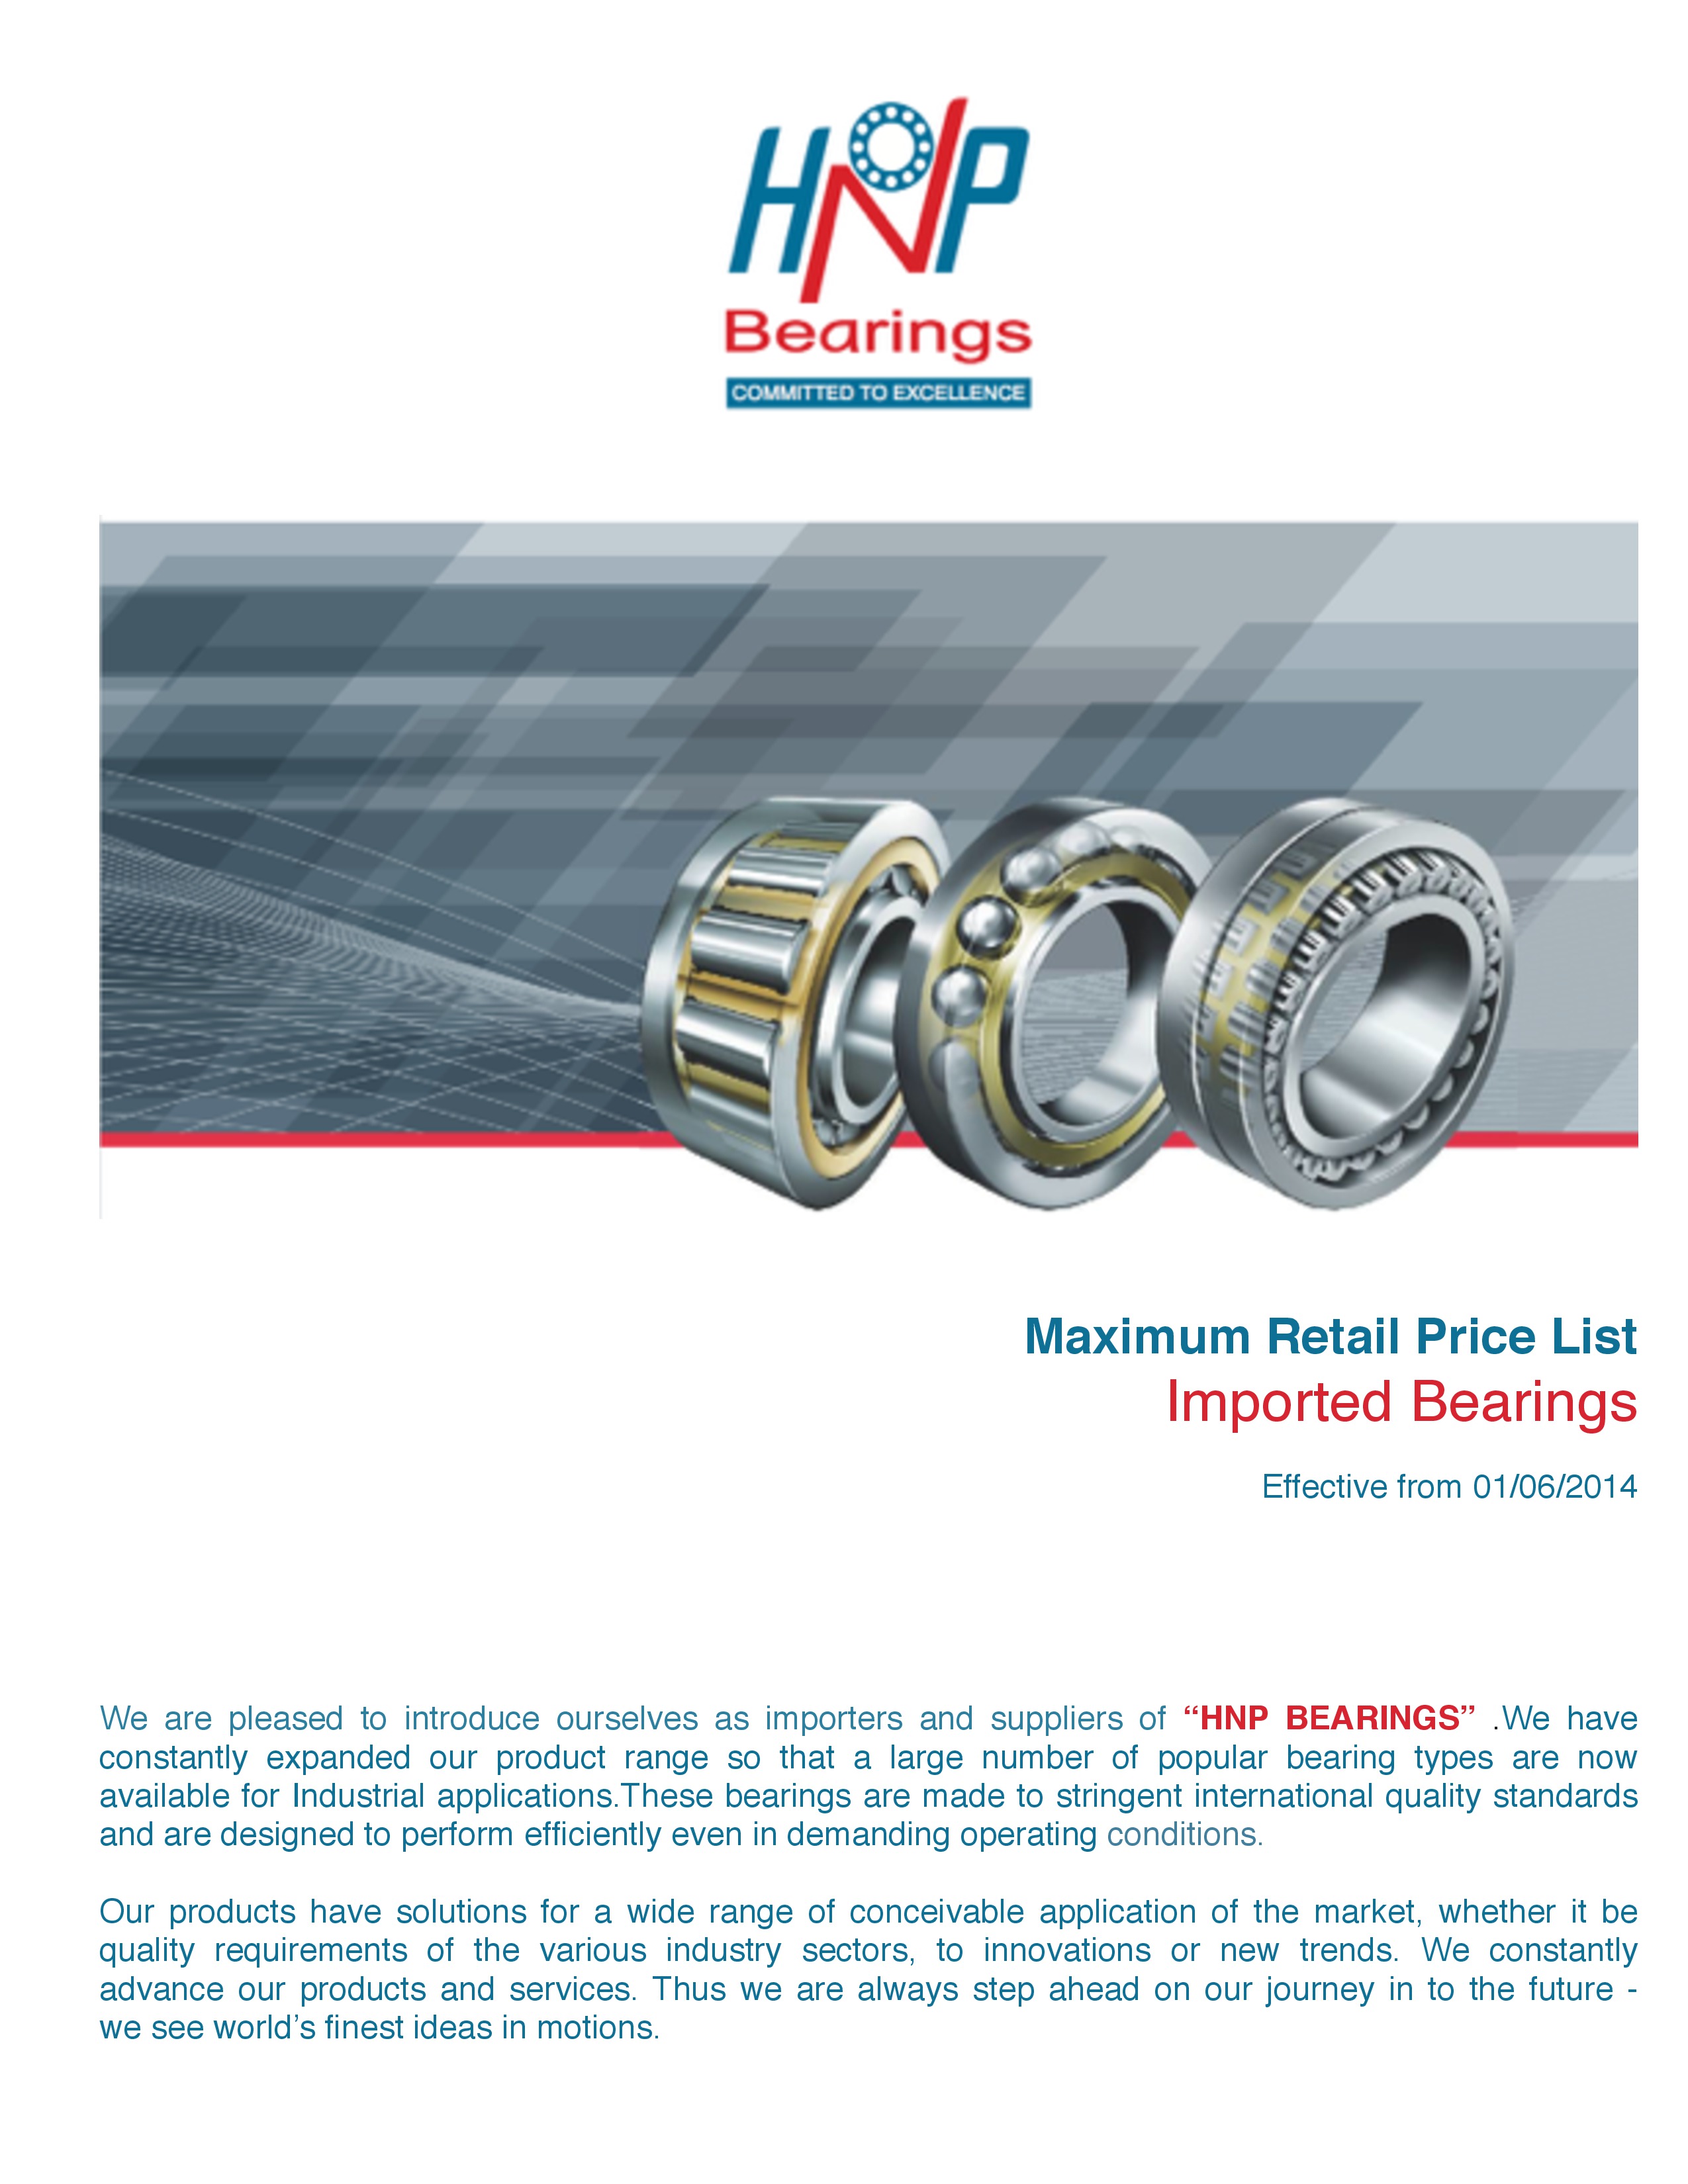 HNP
Bearings
COMMITTED TO EXCELLENCE
Maximum Retail Price List
Imported Bearings
Effective from 01/06/2014
We are pleased to introduce ourselves as importers and suppliers of “HNP BEARINGS” .We have
constantly expanded our product range so that a large number of popular bearing types are now
available for Industrial applications.These bearings are made to stringent international quality standards
and are designed to perform efficiently even in demanding operating conditions.
Our products have solutions for a wide range of conceivable application of the market, whether it be
quality requirements of the various industry sectors, to innovations or new trends. We constantly
advance our products and services. Thus we are always step ahead on our journey in to the future -
we see world’s finest ideas in motions.